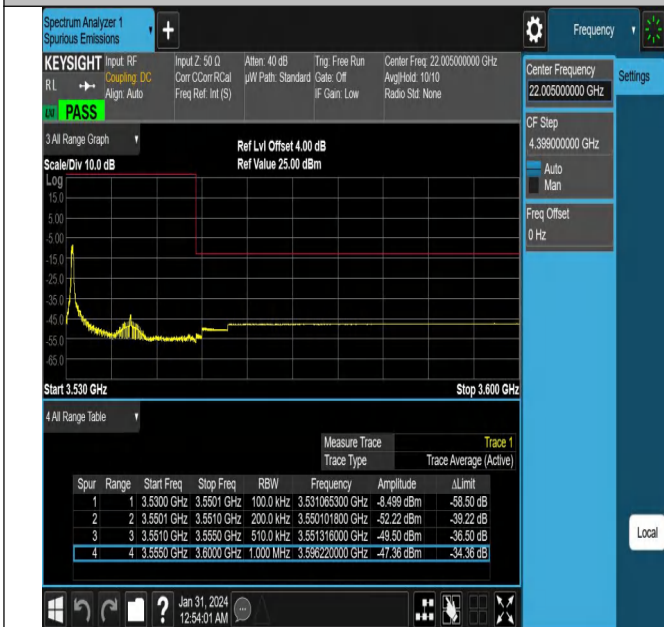 Spectrum Analyzer 1
Spurious Emissions
Frequency
KEYSIGHT
RL
Input: RF
Coupling: DC
Align: Auto
Input Z: 50 Ω
Corr CCorr RCal
Freq Ref: Int (S)
Atten: 40 dB
µW Path: Standard
Trig: Free Run
Gate: Off
IF Gain: Low
Center Freq: 22.005000000 GHz
Avg|Hold: 10/10
Radio Std: None
PASS
Center Frequency
22.005000000 GHz
Settings
CF Step
4.399000000 GHz
Auto
Man
Freq Offset
0 Hz
3 All Range Graph
Scale/Div 10.0 dB
Ref Lvl Offset 4.00 dB
Ref Value 25.00 dBm
Log
15.0
5.00
-5.00
-15.0
-25.0
-35.0
-45.0
-55.0
-65.0
Start 3.530 GHz Stop 3.600 GHz
4 All Range Table
Measure Trace Trace 1
Trace Type Trace Average (Active)
Spur Range Start Freq Stop Freq RBW Frequency Amplitude ΔLimit
1 1 3.5300 GHz 3.5501 GHz 100.0 kHz 3.531065300 GHz -8.499 dBm -58.50 dB
2 2 3.5501 GHz 3.5510 GHz 200.0 kHz 3.550101800 GHz -52.22 dBm -39.22 dB
3 3 3.5510 GHz 3.5550 GHz 510.0 kHz 3.551316000 GHz -49.50 dBm -36.50 dB
4 4 3.5550 GHz 3.6000 GHz 1.000 MHz 3.596220000 GHz -47.36 dBm -34.36 dB
Local
?
Jan 31, 2024
12:54:01 AM